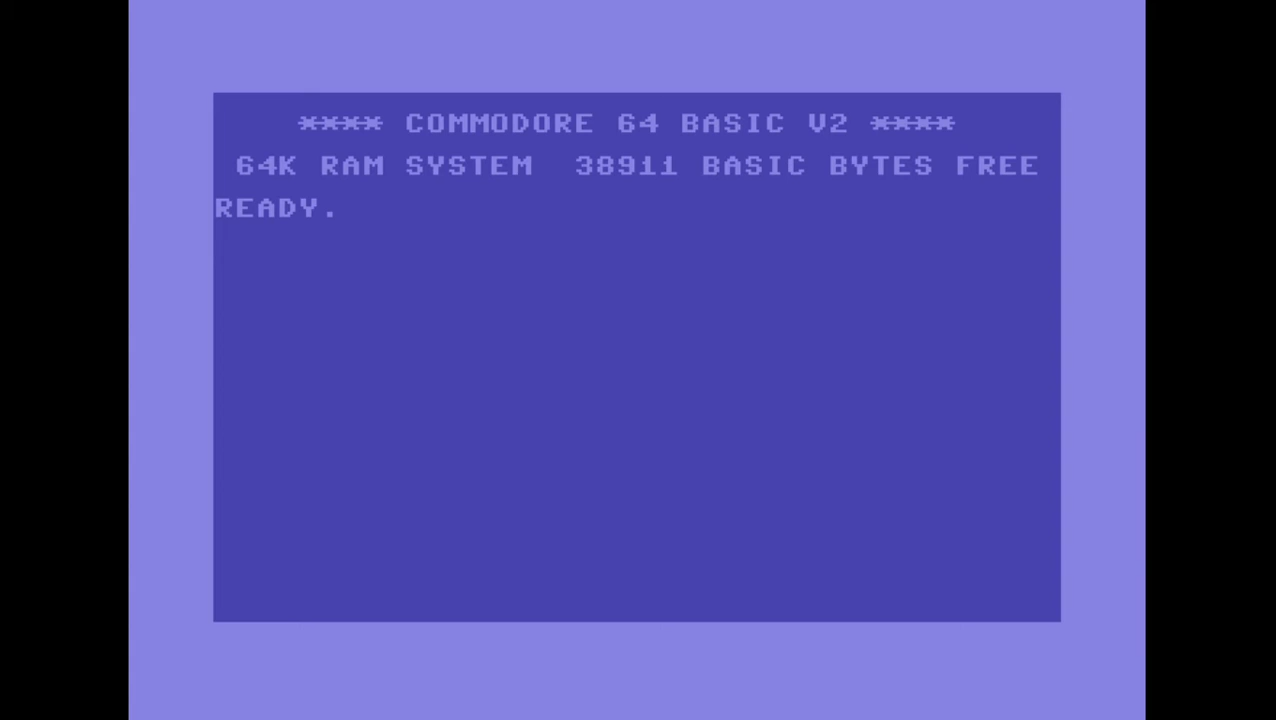 **** COMMODORE 64 BASIC V2 ****
64K RAM SYSTEM  38911 BASIC BYTES FREE
READY.